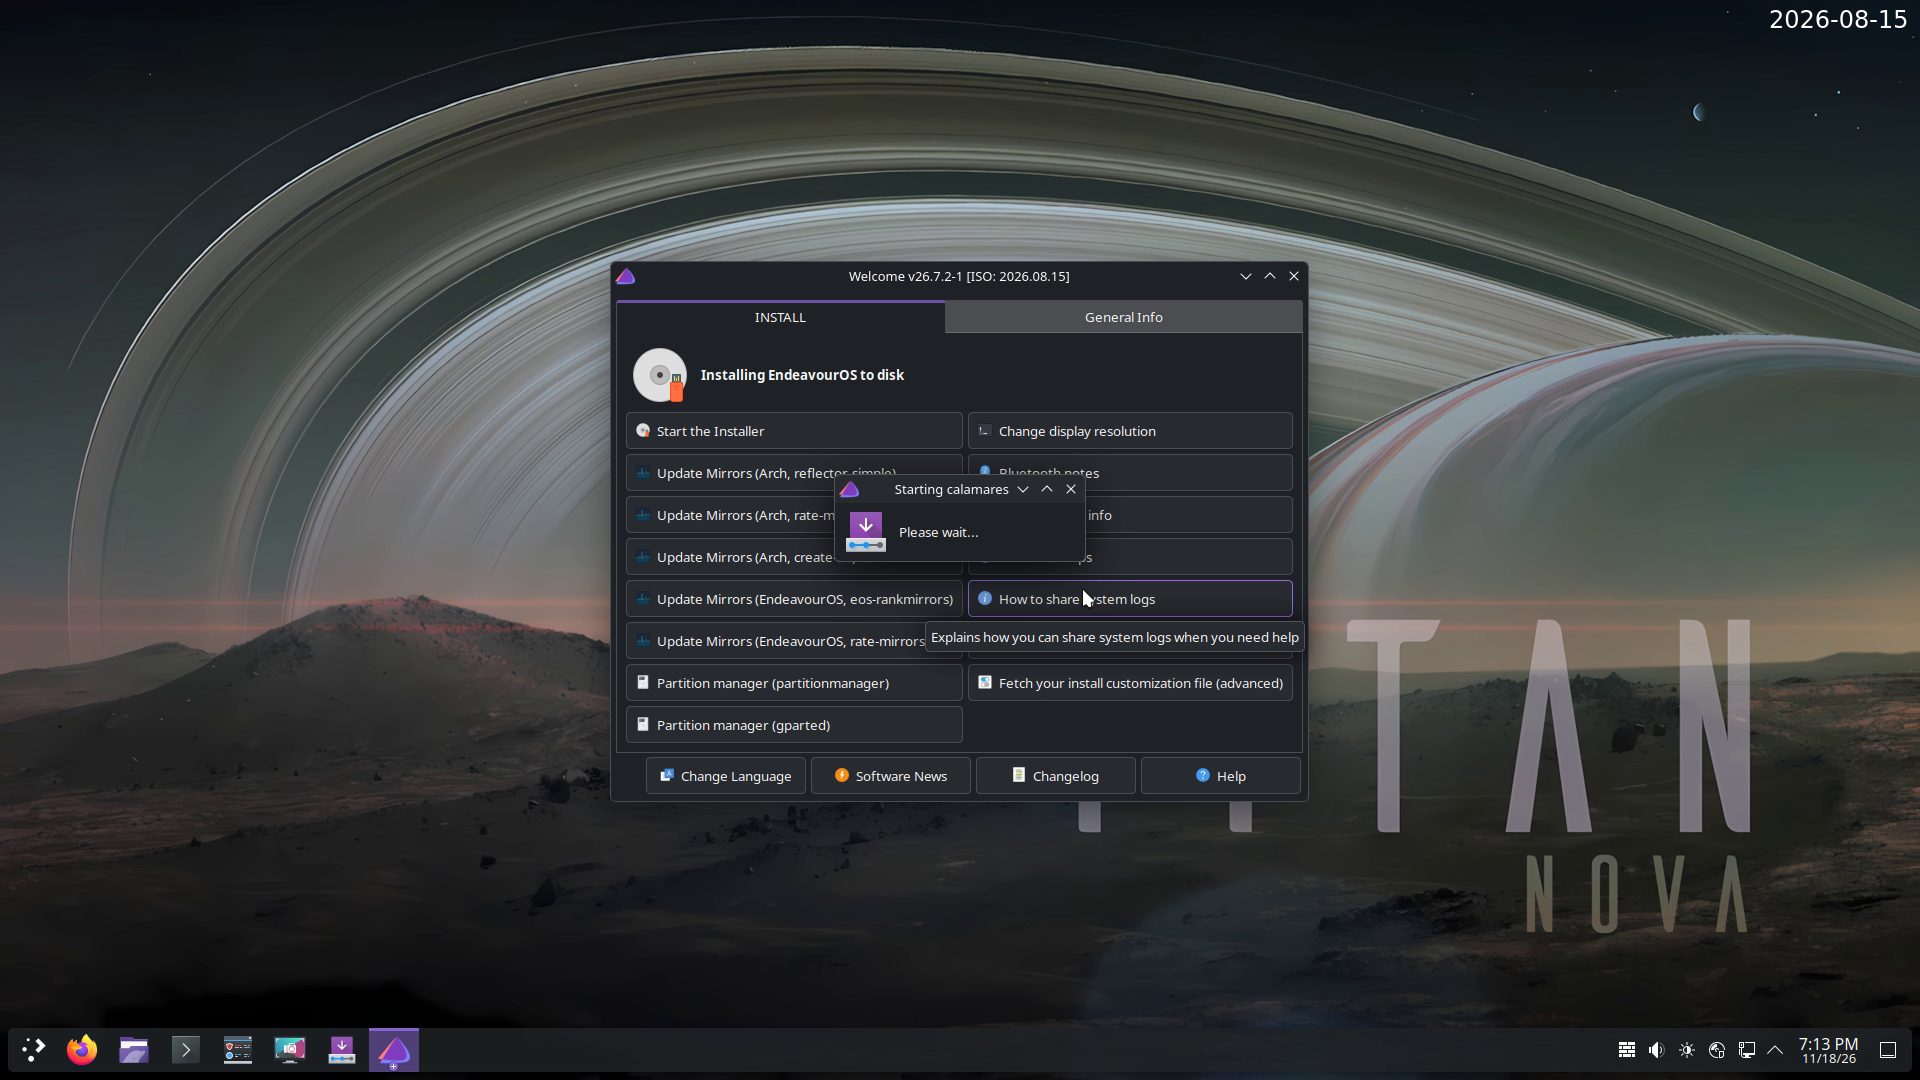 2026-08-15
Welcome v26.7.2-1 [ISO: 2026.08.15]
INSTALL
General Info
Installing EndeavourOS to disk
Start the Installer
Change display resolution
Update Mirrors (Arch, reflector-simple)
Bluetooth notes
Starting calamares
Update Mirrors (Arch, rate-m
info
Please wait...
Update Mirrors (Arch, create-
Update Mirrors (EndeavourOS, eos-rankmirrors)
How to share system logs
Update Mirrors (EndeavourOS, rate-mirrors
Explains how you can share system logs when you need help
Partition manager (partitionmanager)
Fetch your install customization file (advanced)
Partition manager (gparted)
Change Language
Software News
Changelog
Help
TAN
NOVA
7:13 PM
11/18/26